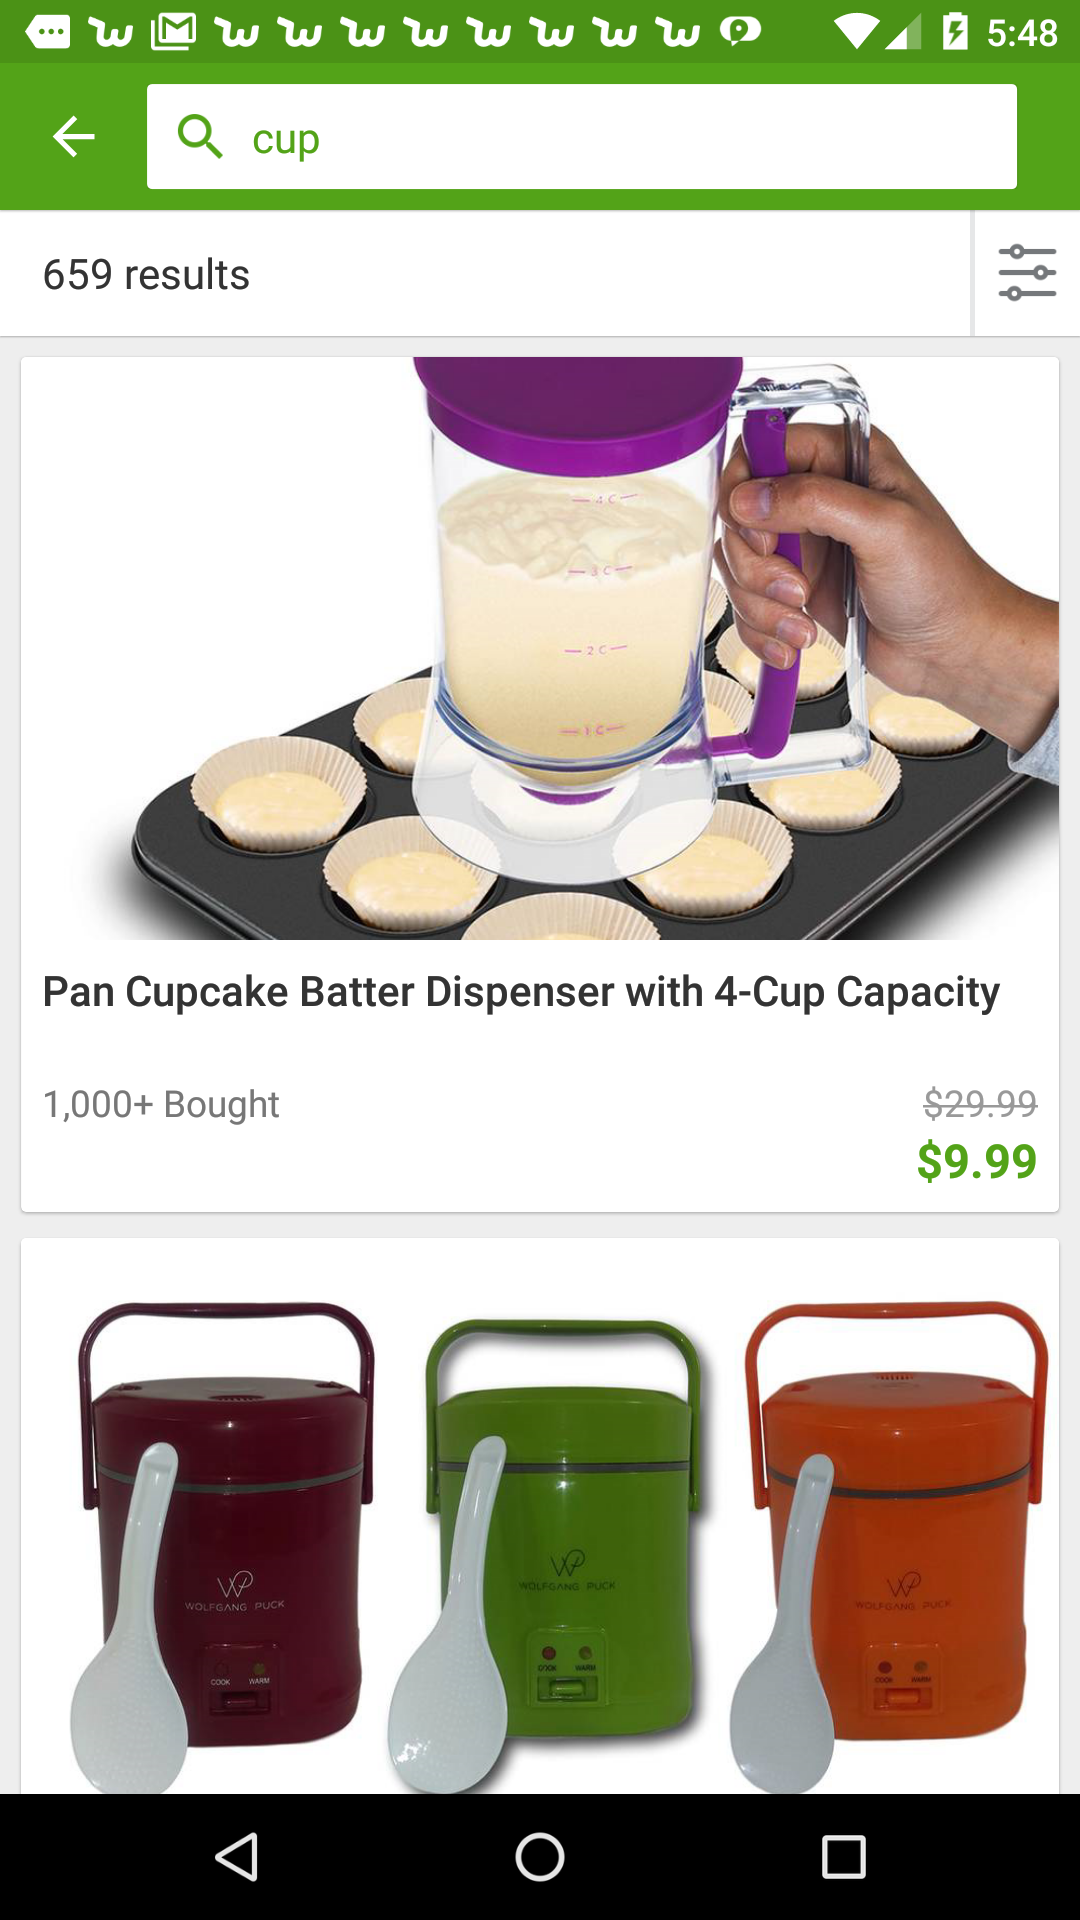 5:48
cup
659 results
4 C
3 C
2 C
1 C
Pan Cupcake Batter Dispenser with 4-Cup Capacity
1,000+ Bought
$29.99
$9.99
WP WP WP
WOLFGANG PUCK WOLFGANG PUCK WOLFGANG PUCK
COOK WARM COOK WARM COOK WARM